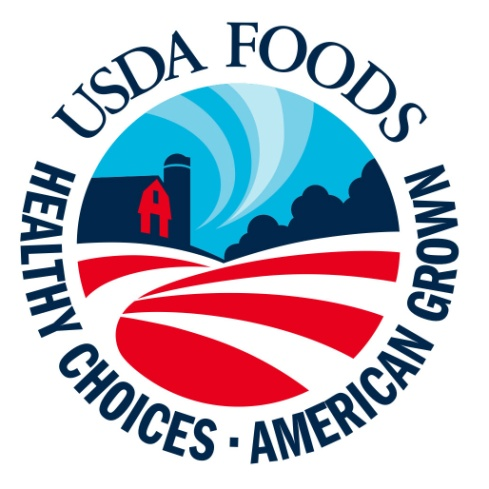 USDA FOODS
HEALTHY CHOICES · AMERICAN GROWN